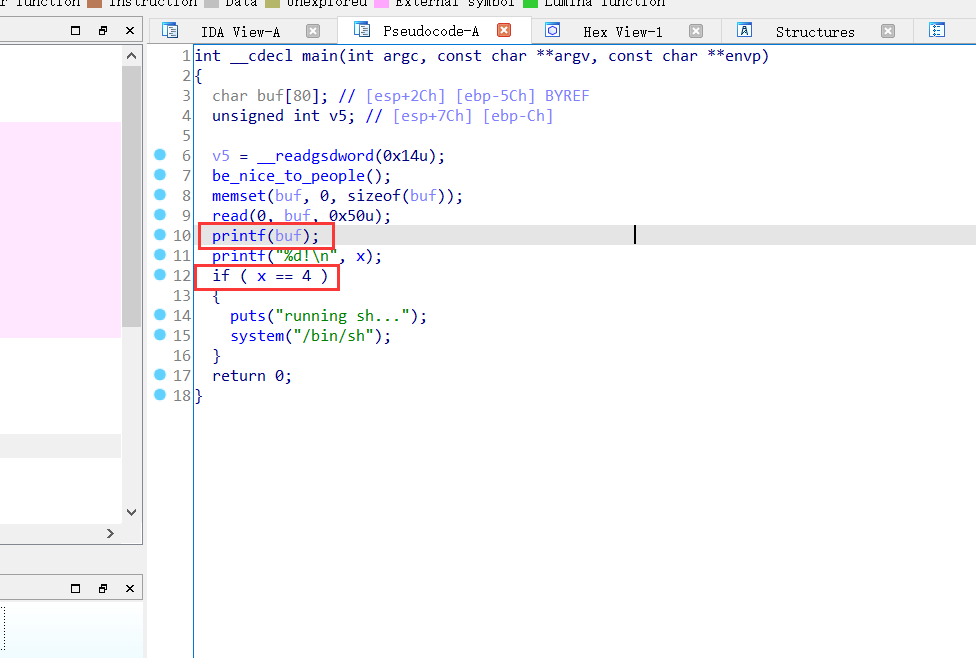 r function Instruction Data Unexplored External symbol Lumina function
IDA View-A Pseudocode-A Hex View-1 Structures
1 int __cdecl main(int argc, const char **argv, const char **envp)
2 {
3 char buf[80]; // [esp+2Ch] [ebp-5Ch] BYREF
4 unsigned int v5; // [esp+7Ch] [ebp-Ch]
5
6 v5 = __readgsdword(0x14u);
7 be_nice_to_people();
8 memset(buf, 0, sizeof(buf));
9 read(0, buf, 0x50u);
10 printf(buf);
11 printf("%d!\n", x);
12 if ( x == 4 )
13 {
14 puts("running sh...");
15 system("/bin/sh");
16 }
17 return 0;
18 }